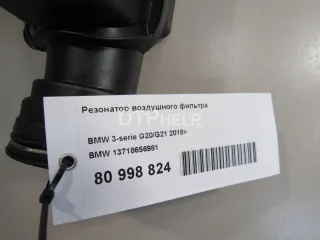 Резонатор воздушного фильтра
UTPHELP
BMW 3-serie G20/G21 2018>
BMW 13718656981
80 998 824